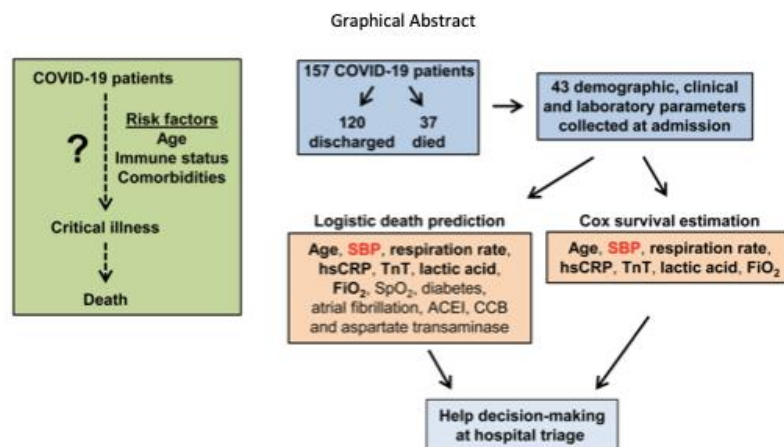 Graphical Abstract
COVID-19 patients
?
Risk factors
Age
Immune status
Comorbidities
Critical illness
Death
157 COVID-19 patients
120 37
discharged died
43 demographic, clinical
and laboratory parameters
collected at admission
Logistic death prediction
Age, SBP, respiration rate,
hsCRP, TnT, lactic acid,
FiO₂, SpO₂, diabetes,
atrial fibrillation, ACEI, CCB
and aspartate transaminase
Cox survival estimation
Age, SBP, respiration rate,
hsCRP, TnT, lactic acid, FiO₂
Help decision-making
at hospital triage